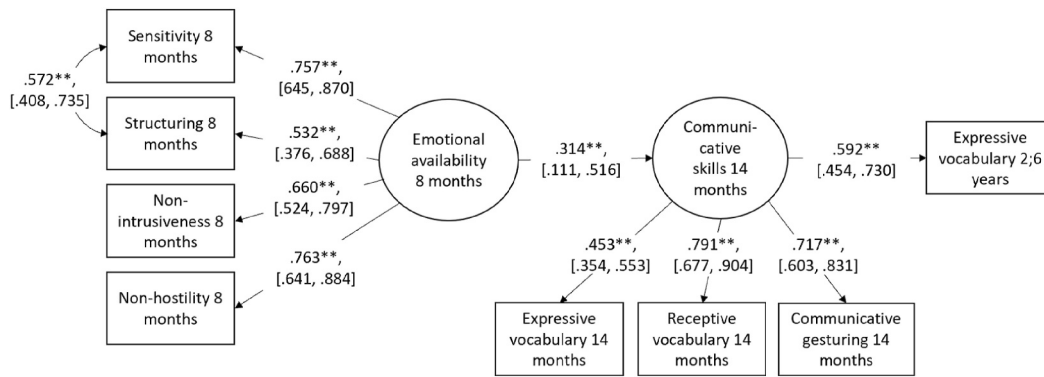 Sensitivity 8
months
.572**,
[.408, .735]
Structuring 8
months
Non-
intrusiveness 8
months
Non-hostility 8
months
.757**,
[645, .870]
.532**,
[.376, .688]
.660**,
[.524, .797]
.763**,
[.641, .884]
Emotional
availability
8 months
.314**,
[.111, .516]
Communi-
cative
skills 14
months
.592**
[.454, .730]
Expressive
vocabulary 2;6
years
.453**,
[.354, .553]
.791**,
[.677, .904]
.717**,
[.603, .831]
Expressive
vocabulary 14
months
Receptive
vocabulary 14
months
Communicative
gesturing 14
months